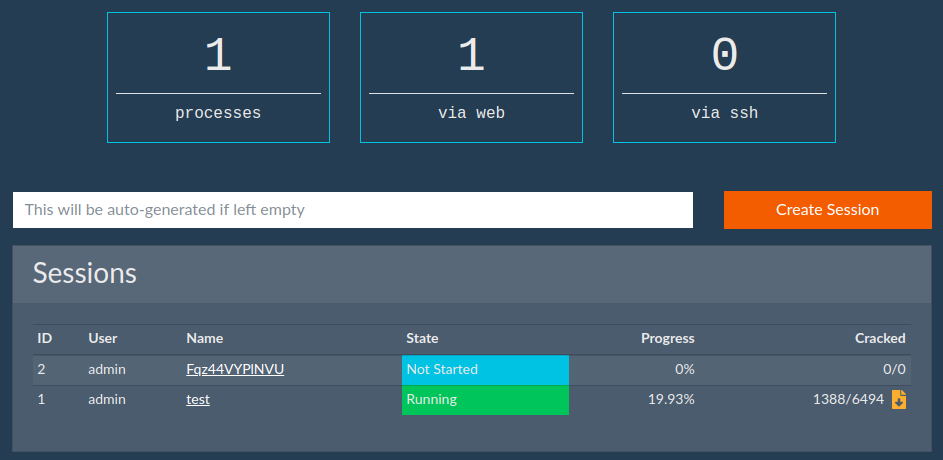 1 1 0
processes via web via ssh
This will be auto-generated if left empty Create Session
Sessions
ID User Name State Progress Cracked
2 admin Fqz44VYPlNVU Not Started 0% 0/0
1 admin test Running 19.93% 1388/6494